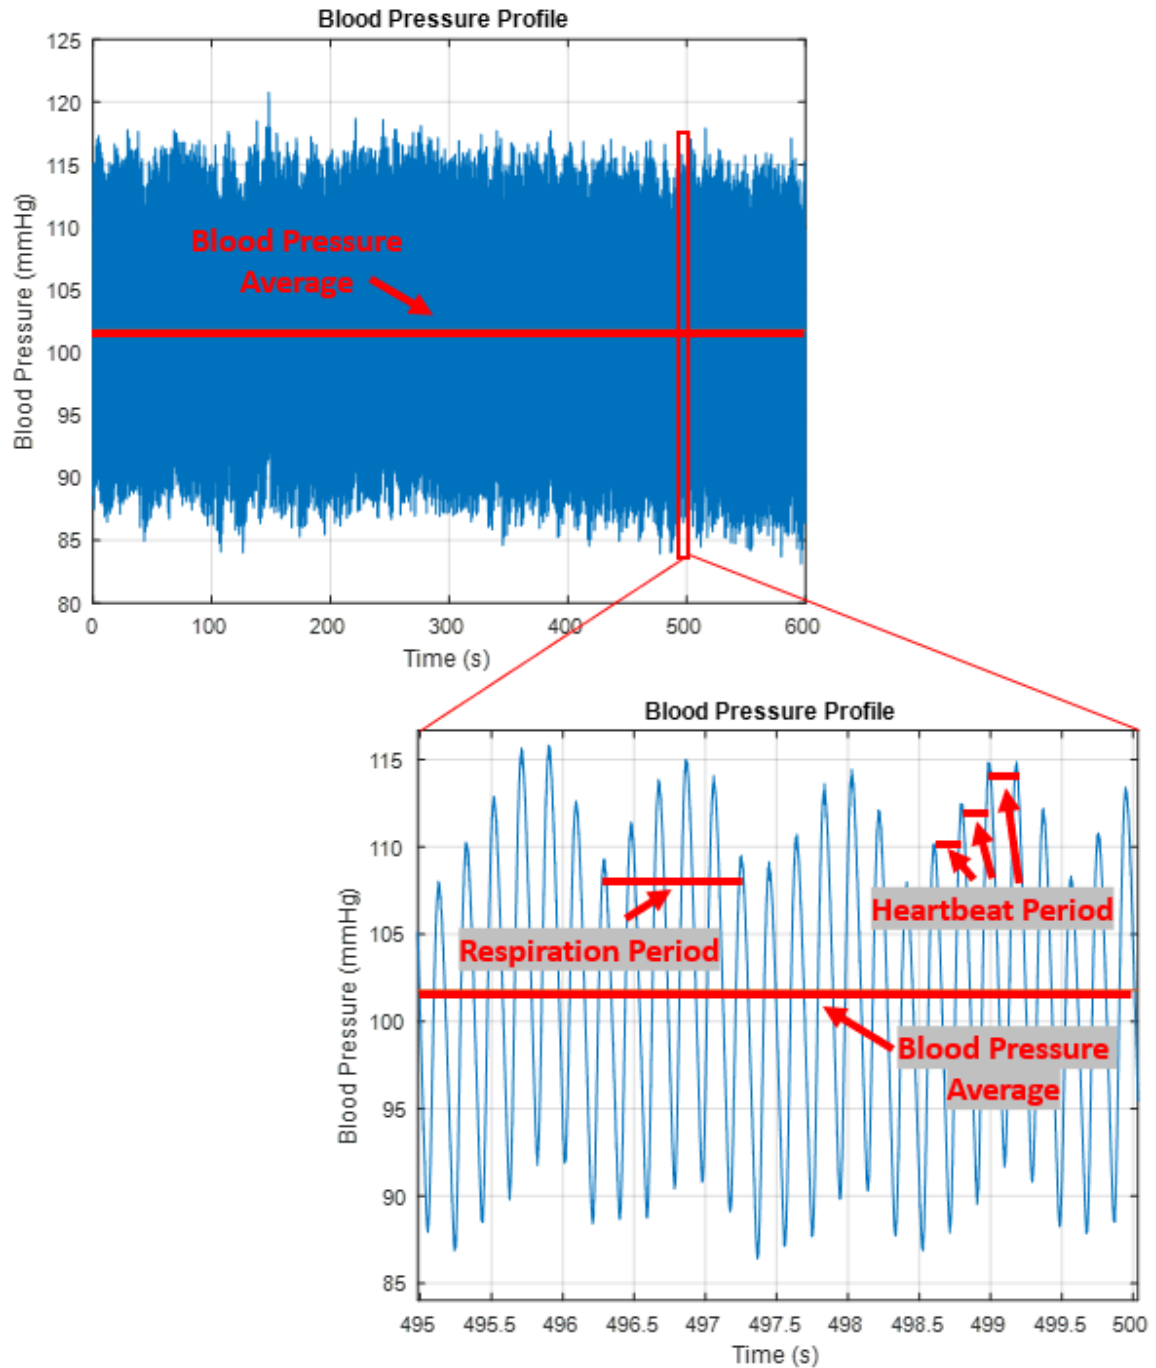 Blood Pressure Profile
125
120
115
110
105
100
95
90
85
80
Blood Pressure (mmHg)
Blood Pressure
Average
0 100 200 300 400 500 600
Time (s)
Blood Pressure Profile
115
110
105
100
95
90
85
Blood Pressure (mmHg)
Heartbeat Period
Respiration Period
Blood Pressure
Average
495 495.5 496 496.5 497 497.5 498 498.5 499 499.5 500
Time (s)